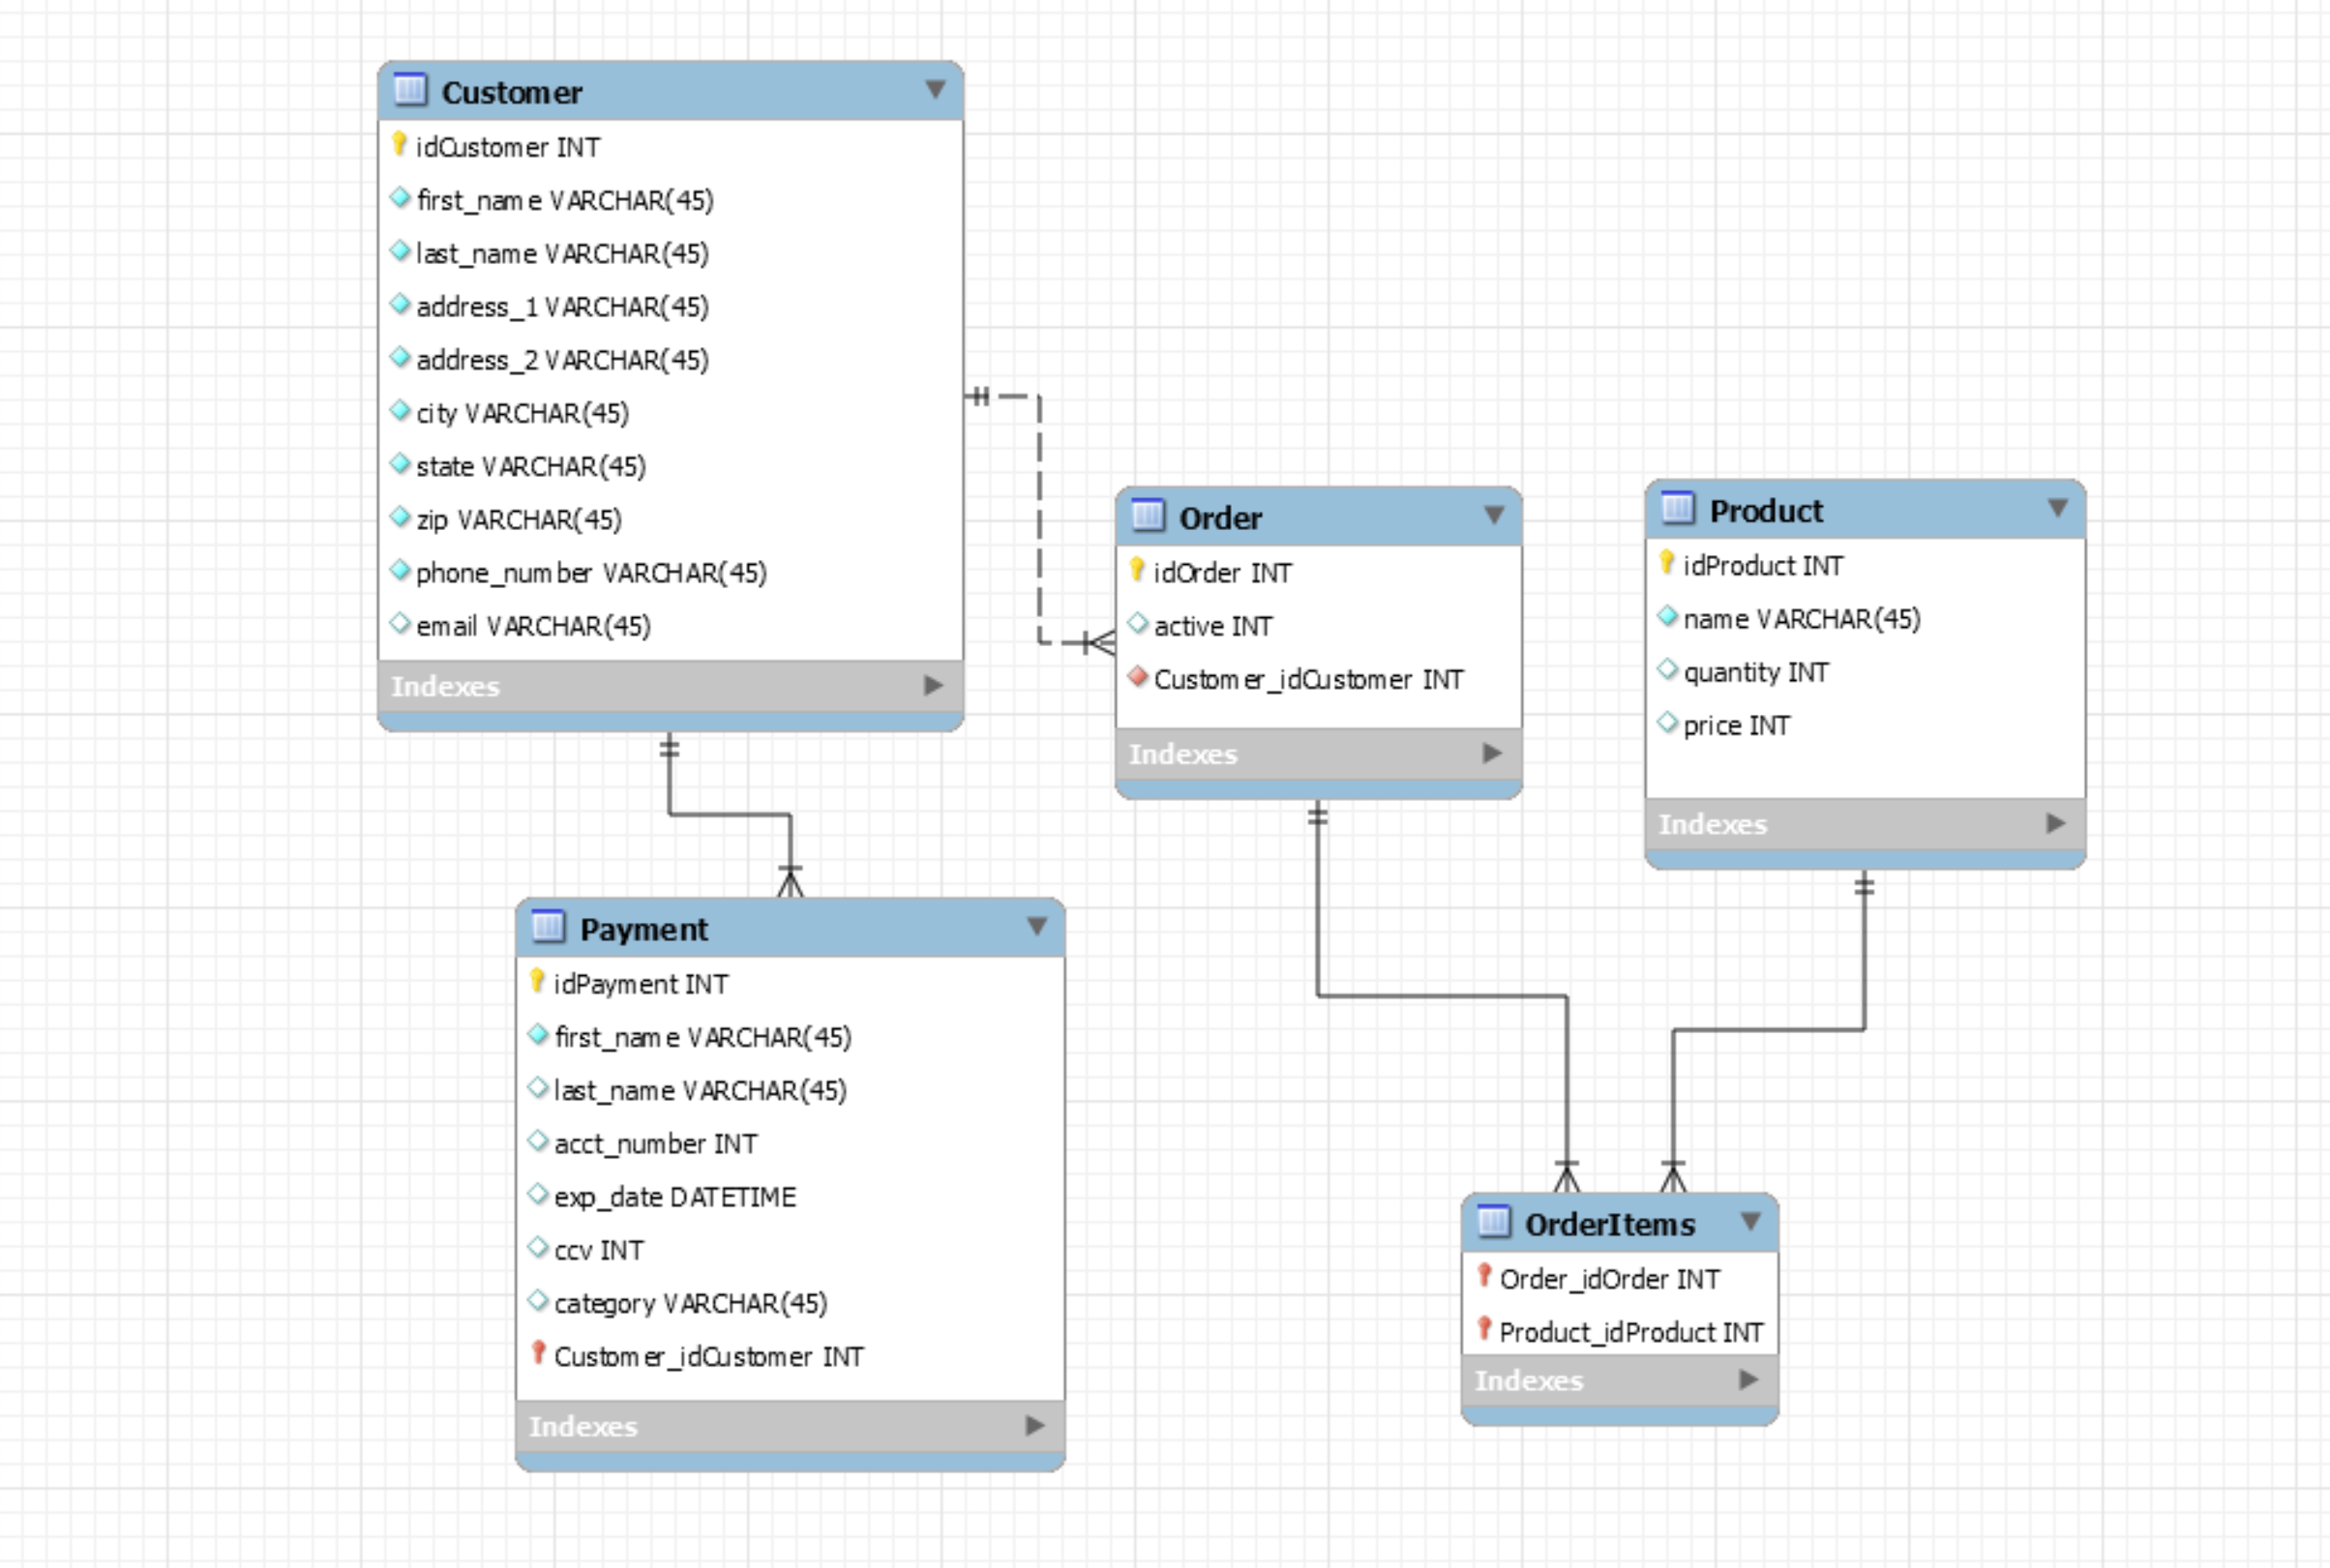 Customer
idCustomer INT
first_name VARCHAR(45)
last_name VARCHAR(45)
address_1 VARCHAR(45)
address_2 VARCHAR(45)
city VARCHAR(45)
state VARCHAR(45)
zip VARCHAR(45)
phone_number VARCHAR(45)
email VARCHAR(45)
Indexes
Order
idOrder INT
active INT
Customer_idCustomer INT
Indexes
Product
idProduct INT
name VARCHAR(45)
quantity INT
price INT
Indexes
Payment
idPayment INT
first_name VARCHAR(45)
last_name VARCHAR(45)
acct_number INT
exp_date DATETIME
ccv INT
category VARCHAR(45)
Customer_idCustomer INT
Indexes
OrderItems
Order_idOrder INT
Product_idProduct INT
Indexes